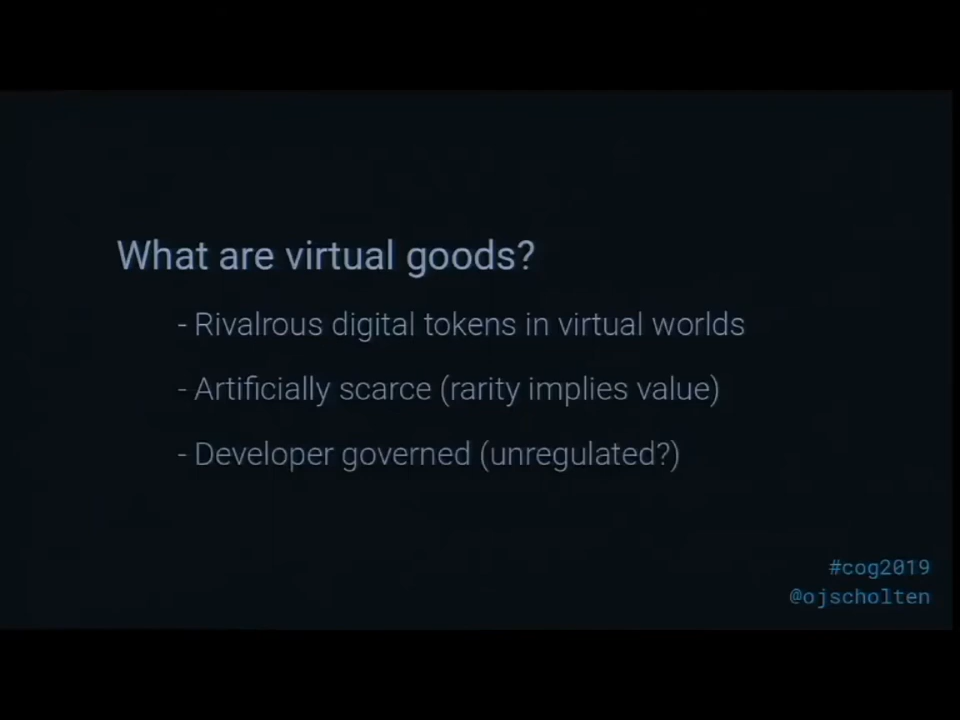 What are virtual goods?
- Rivalrous digital tokens in virtual worlds
- Artificially scarce (rarity implies value)
- Developer governed (unregulated?)
#cog2019
@ojscholten